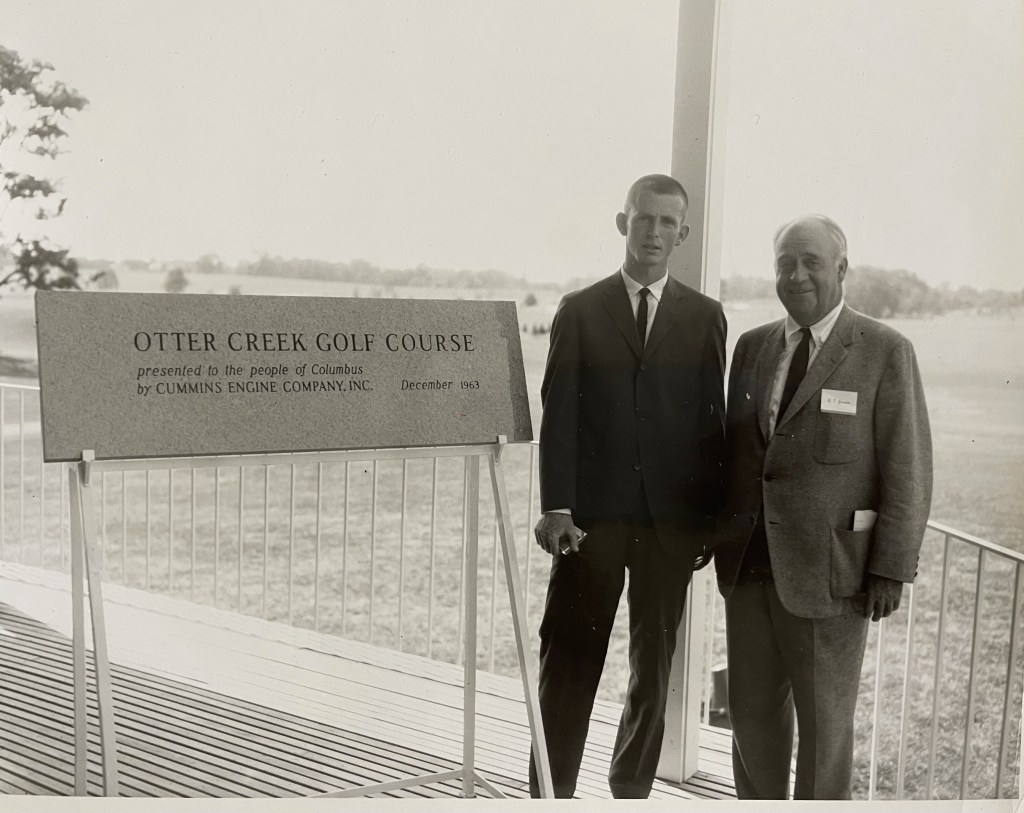 OTTER CREEK GOLF COURSE
presented to the people of Columbus
by CUMMINS ENGINE COMPANY, INC. December 1963